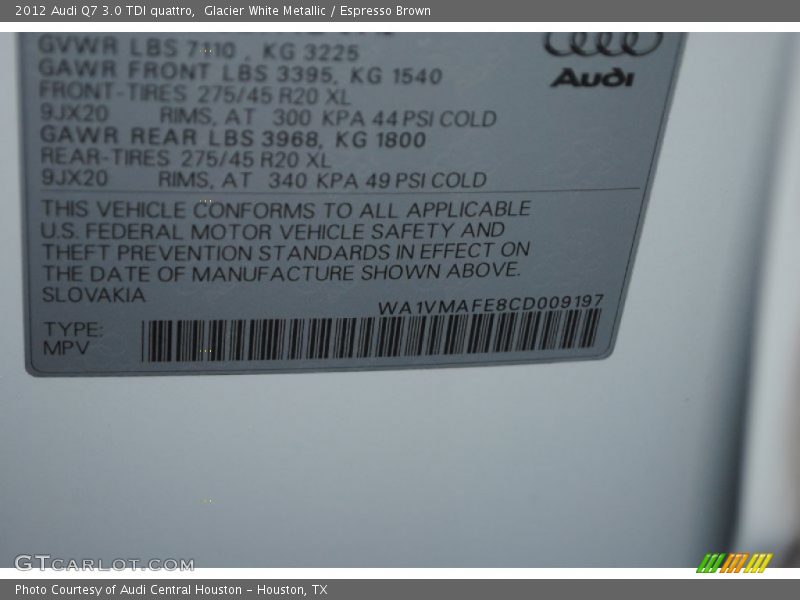 2012 Audi Q7 3.0 TDI quattro,  Glacier White Metallic / Espresso Brown
GVWR LBS 7110 , KG 3225
GAWR FRONT LBS 3395, KG 1540
FRONT-TIRES 275/45 R20 XL
9JX20 RIMS, AT 300 KPA 44 PSI COLD
GAWR REAR LBS 3968, KG 1800
REAR-TIRES 275/45 R20 XL
9JX20 RIMS, AT 340 KPA 49 PSI COLD
Audi
THIS VEHICLE CONFORMS TO ALL APPLICABLE
U.S. FEDERAL MOTOR VEHICLE SAFETY AND
THEFT PREVENTION STANDARDS IN EFFECT ON
THE DATE OF MANUFACTURE SHOWN ABOVE.
SLOVAKIA
WA1VMAFE8CD009197
TYPE:
MPV
GTCARLOT.COM
Photo Courtesy of Audi Central Houston - Houston, TX